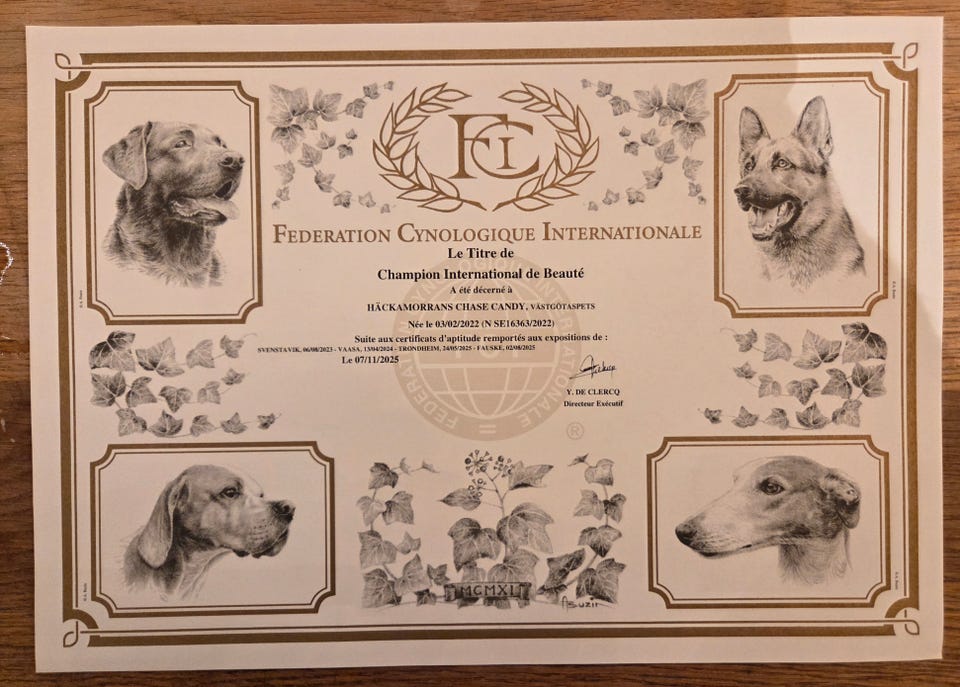 FCI
FEDERATION CYNOLOGIQUE INTERNATIONALE
Le Titre de
Champion International de Beauté
A été décerné à
HÄCKAMORRANS CHASE CANDY, VÄSTGÖTASPETS
Née le 03/02/2022 (N SE16363/2022)
Suite aux certificats d'aptitude remportés aux expositions de :
SVENSTAVIK, 06/08/2023 - VAASA, 13/04/2024 - TRONDHEIM, 24/05/2025 - FAUSKE, 02/08/2025
Le 07/11/2025
Y. DE CLERCQ
Directeur Exécutif
®
MCMXI